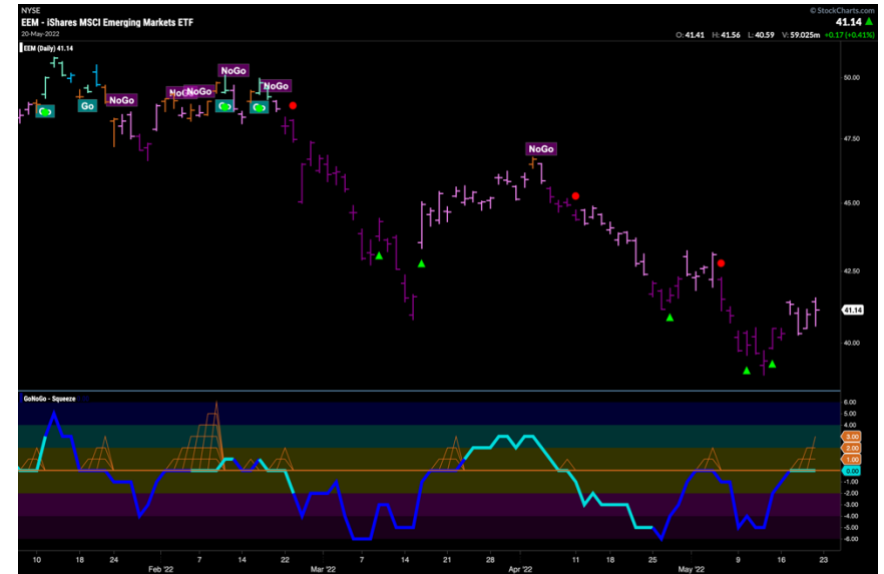 NYSE
© StockCharts.com
EEM - iShares MSCI Emerging Markets ETF
41.14
20-May-2022
O: 41.41 H: 41.56 L: 40.59 V: 59.025m +0.17 (+0.41%)
EEM (Daily) 41.14
NoGo
NoGo
50.00
NoGo
NoGo
NoGo
Go
Go
Go
Go
47.50
NoGo
45.00
42.50
41.14
40.00
GoNoGo - Squeeze
6.00
5.00
4.00
3.00
2.00
1.00
0.00
-1.00
-2.00
-3.00
-4.00
-5.00
-6.00
10 18 24 7 14 22 7 14 21 28 11 18 25 9 16 23
Feb '22 Mar '22 Apr '22 May '22